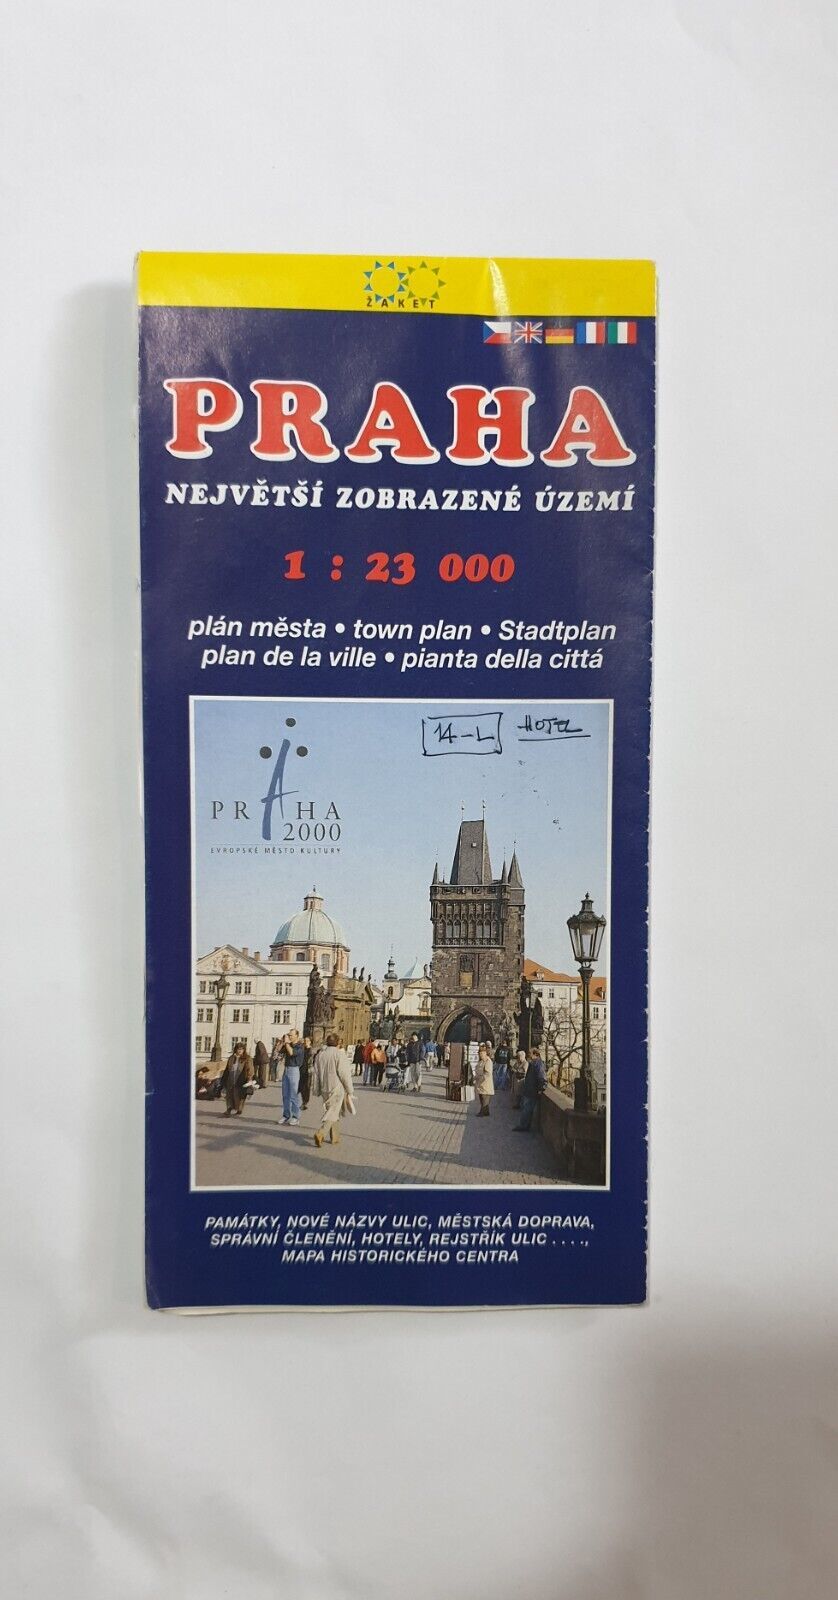 ŽAKET
PRAHA
NEJVĚTŠÍ ZOBRAZENÉ ÚZEMÍ
1 : 23 000
plán města • town plan • Stadtplan
plan de la ville • pianta della cittá
14-L HOTEL
PRAHA
2000
EVROPSKÉ MĚSTO KULTURY
PAMÁTKY, NOVÉ NÁZVY ULIC, MĚSTSKÁ DOPRAVA,
SPRÁVNÍ ČLENĚNÍ, HOTELY, REJSTŘÍK ULIC . . . .,
MAPA HISTORICKÉHO CENTRA